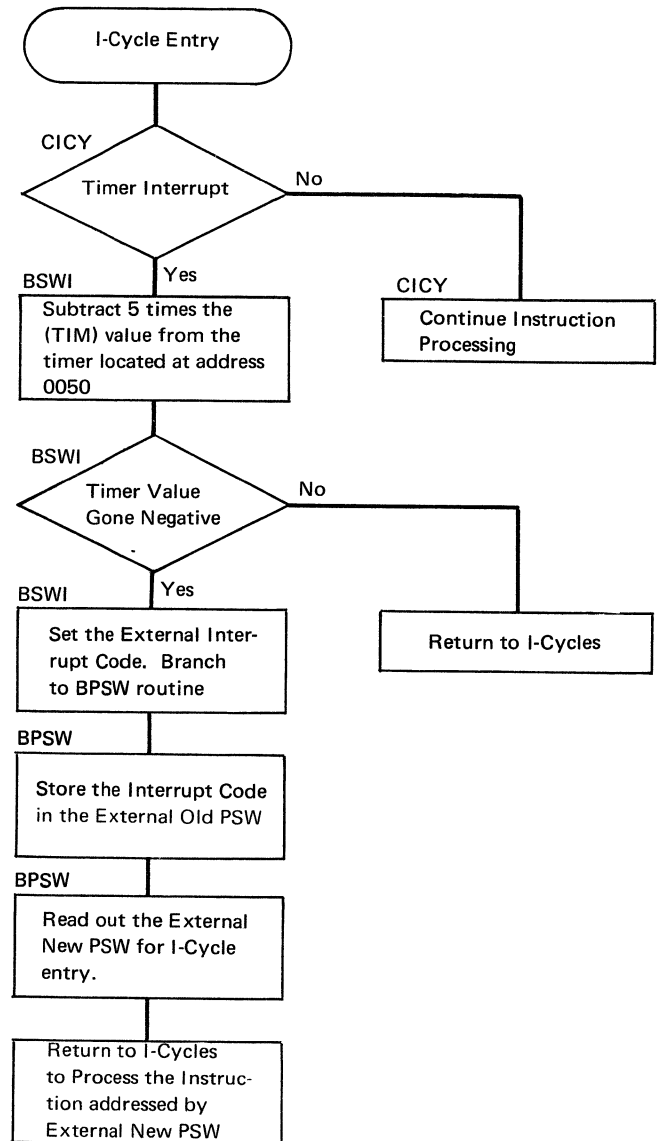 I-Cycle Entry
CICY
Timer Interrupt
No
Yes
BSWI
Subtract 5 times the
(TIM) value from the
timer located at address
0050
CICY
Continue Instruction
Processing
BSWI
Timer Value
Gone Negative
No
Yes
BSWI
Set the External Inter-
rupt Code. Branch
to BPSW routine
Return to I-Cycles
BPSW
Store the Interrupt Code
in the External Old PSW
BPSW
Read out the External
New PSW for I-Cycle
entry.
Return to I-Cycles
to Process the Instruc-
tion addressed by
External New PSW